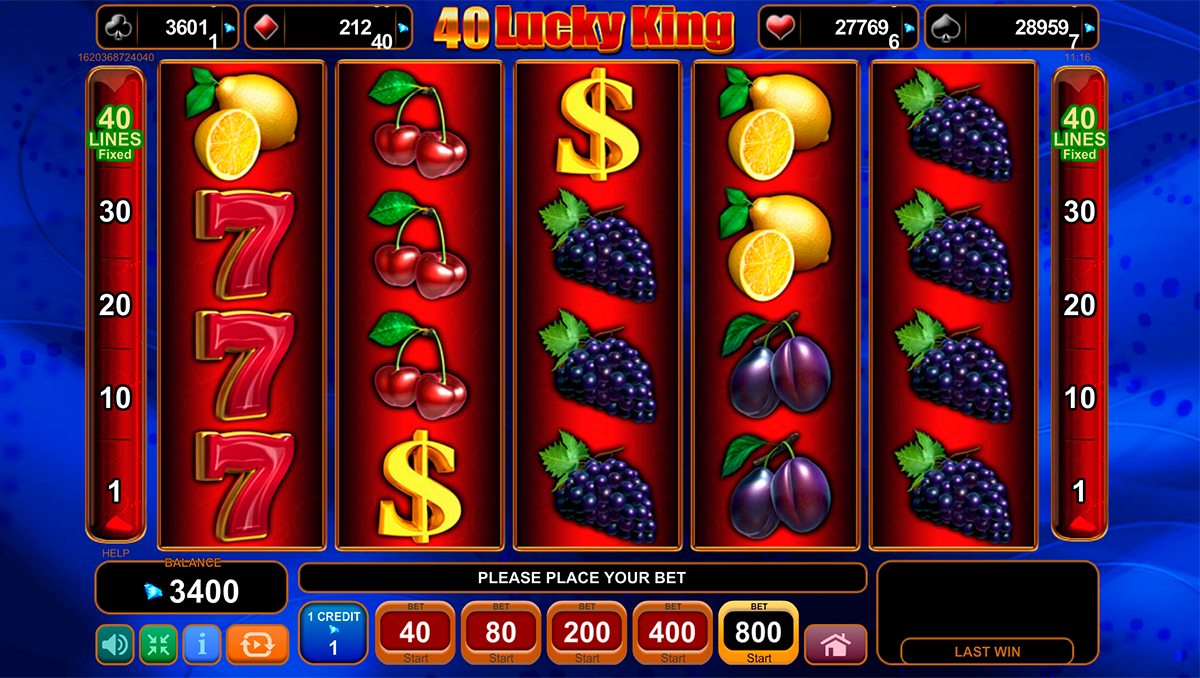 3601
1
212
40
40 Lucky King
27769
6
28959
7
1620368724040
11:16
40
LINES
Fixed
30
20
10
1
40
LINES
Fixed
30
20
10
1
HELP
BALANCE
3400
PLEASE PLACE YOUR BET
1 CREDIT
1
BET
40
Start
BET
80
Start
BET
200
Start
BET
400
Start
BET
800
Start
LAST WIN